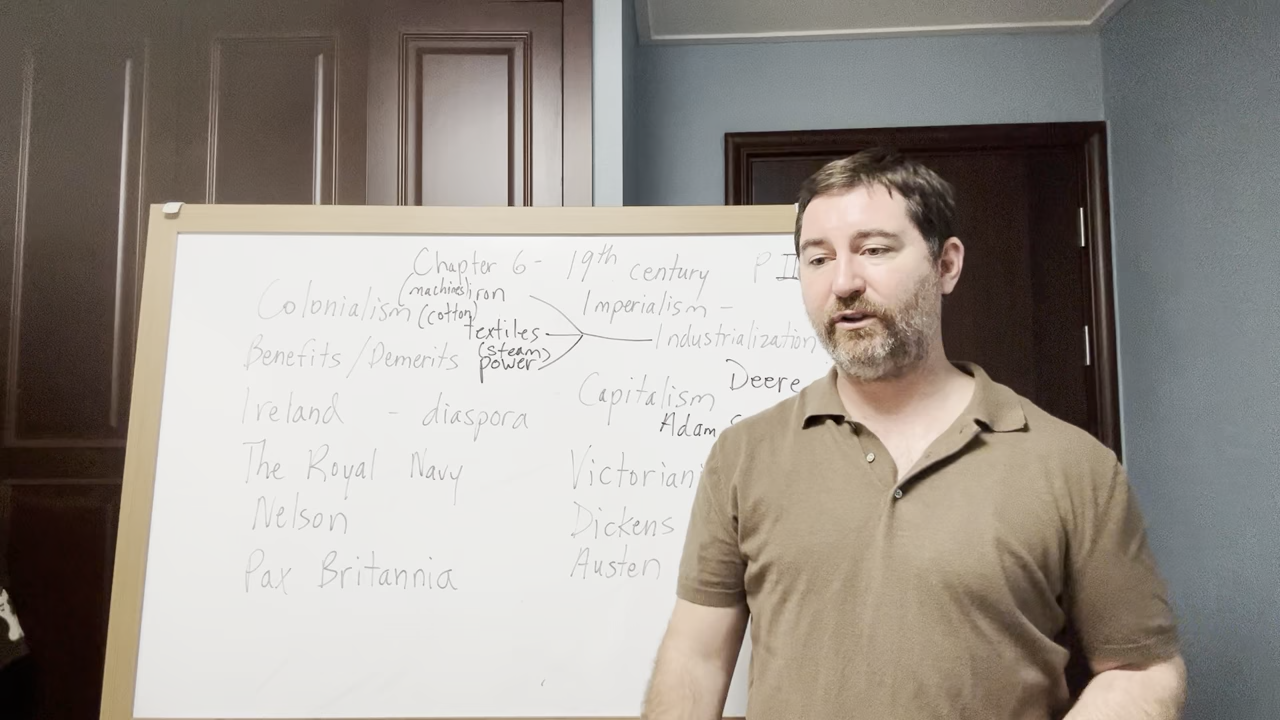 Chapter 6 - 19th century P II
Colonialism
(machines) iron
(cotton)
textiles
(steam)
power
Imperialism -
Industrialization
Benefits/Demerits
Capitalism
Deere
Adam
Ireland - diaspora
The Royal Navy
Nelson
Pax Britannia
Victorian
Dickens
Austen